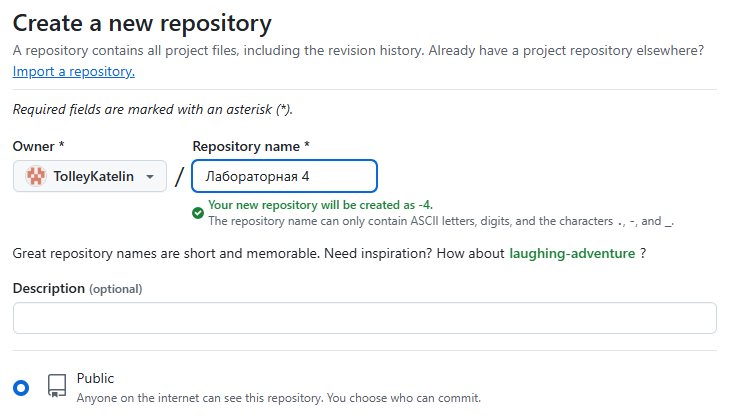 Create a new repository
A repository contains all project files, including the revision history. Already have a project repository elsewhere?
Import a repository.
Required fields are marked with an asterisk (*).
Owner *
Repository name *
TolleyKatelin
/
Лабораторная 4
Your new repository will be created as -4.
The repository name can only contain ASCII letters, digits, and the characters ., -, and _.
Great repository names are short and memorable. Need inspiration? How about laughing-adventure ?
Description (optional)
Public
Anyone on the internet can see this repository. You choose who can commit.